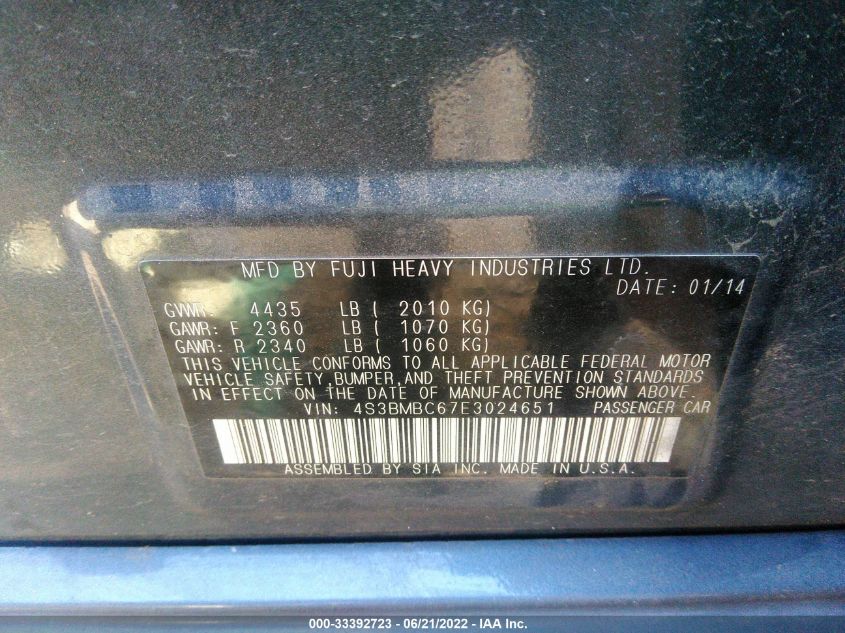 MFD BY FUJI HEAVY INDUSTRIES LTD.
DATE: 01/14
GVWR: 4435 LB ( 2010 KG)
GAWR: F 2360 LB ( 1070 KG)
GAWR: R 2340 LB ( 1060 KG)
THIS VEHICLE CONFORMS TO ALL APPLICABLE FEDERAL MOTOR
VEHICLE SAFETY,BUMPER,AND THEFT PREVENTION STANDARDS
IN EFFECT ON THE DATE OF MANUFACTURE SHOWN ABOVE.
VIN: 4S3BMBC67E3024651 PASSENGER CAR
ASSEMBLED BY SIA INC. MADE IN U.S.A.
000-33392723 - 06/21/2022 - IAA Inc.